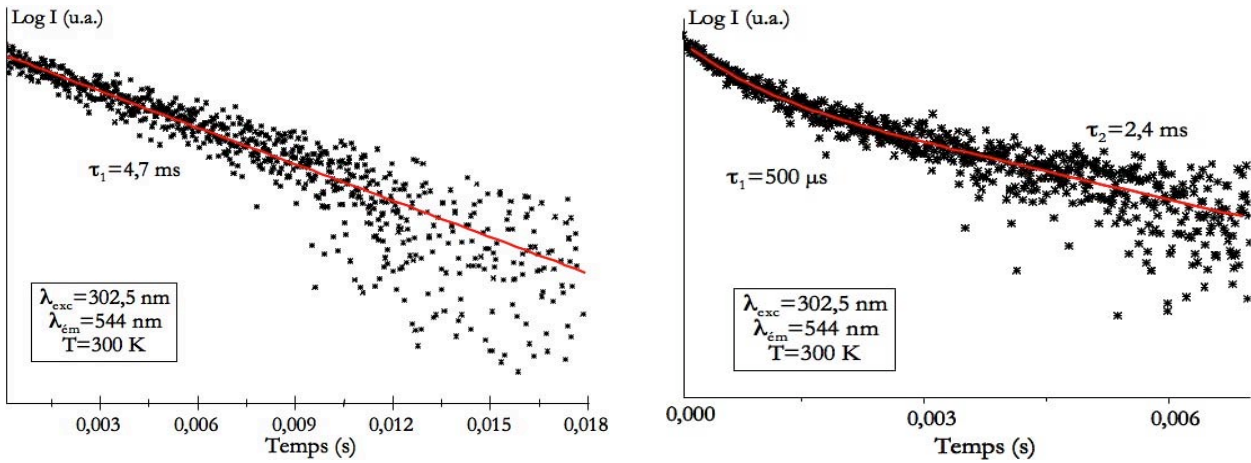 Log I (u.a.)
τ₁=4,7 ms
λexc=302,5 nm
λém=544 nm
T=300 K
0,003 0,006 0,009 0,012 0,015 0,018
Temps (s)
Log I (u.a.)
τ₂=2,4 ms
τ₁=500 µs
λexc=302,5 nm
λém=544 nm
T=300 K
0,000 0,003 0,006
Temps (s)